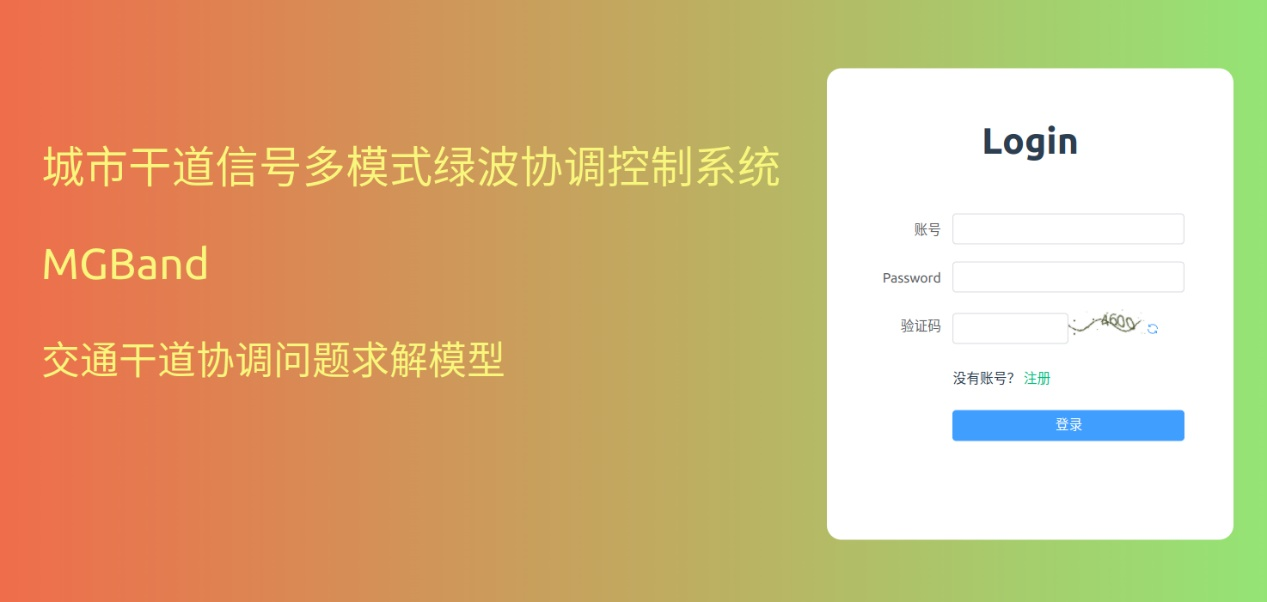 城市干道信号多模式绿波协调控制系统
MGBand
交通干道协调问题求解模型
Login
账号
Password
验证码
4600
没有账号? 注册
登录